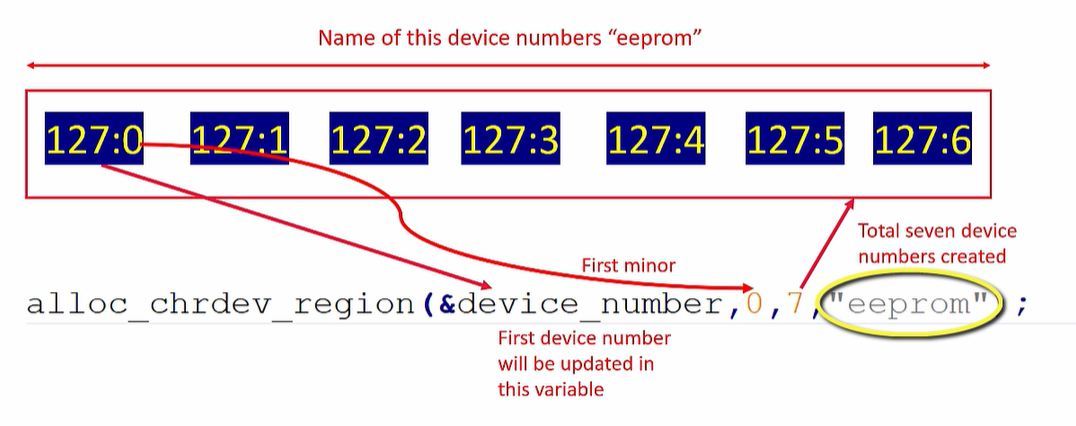 Name of this device numbers “eeprom”
127:0 127:1 127:2 127:3 127:4 127:5 127:6
Total seven device
numbers created
First minor
alloc_chrdev_region(&device_number,0,7,"eeprom");
First device number
will be updated in
this variable